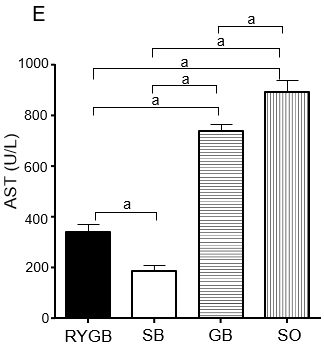 E
a
a
a
a
a
a
AST (U/L)
1000
800
600
400
200
0
RYGB SB GB SO